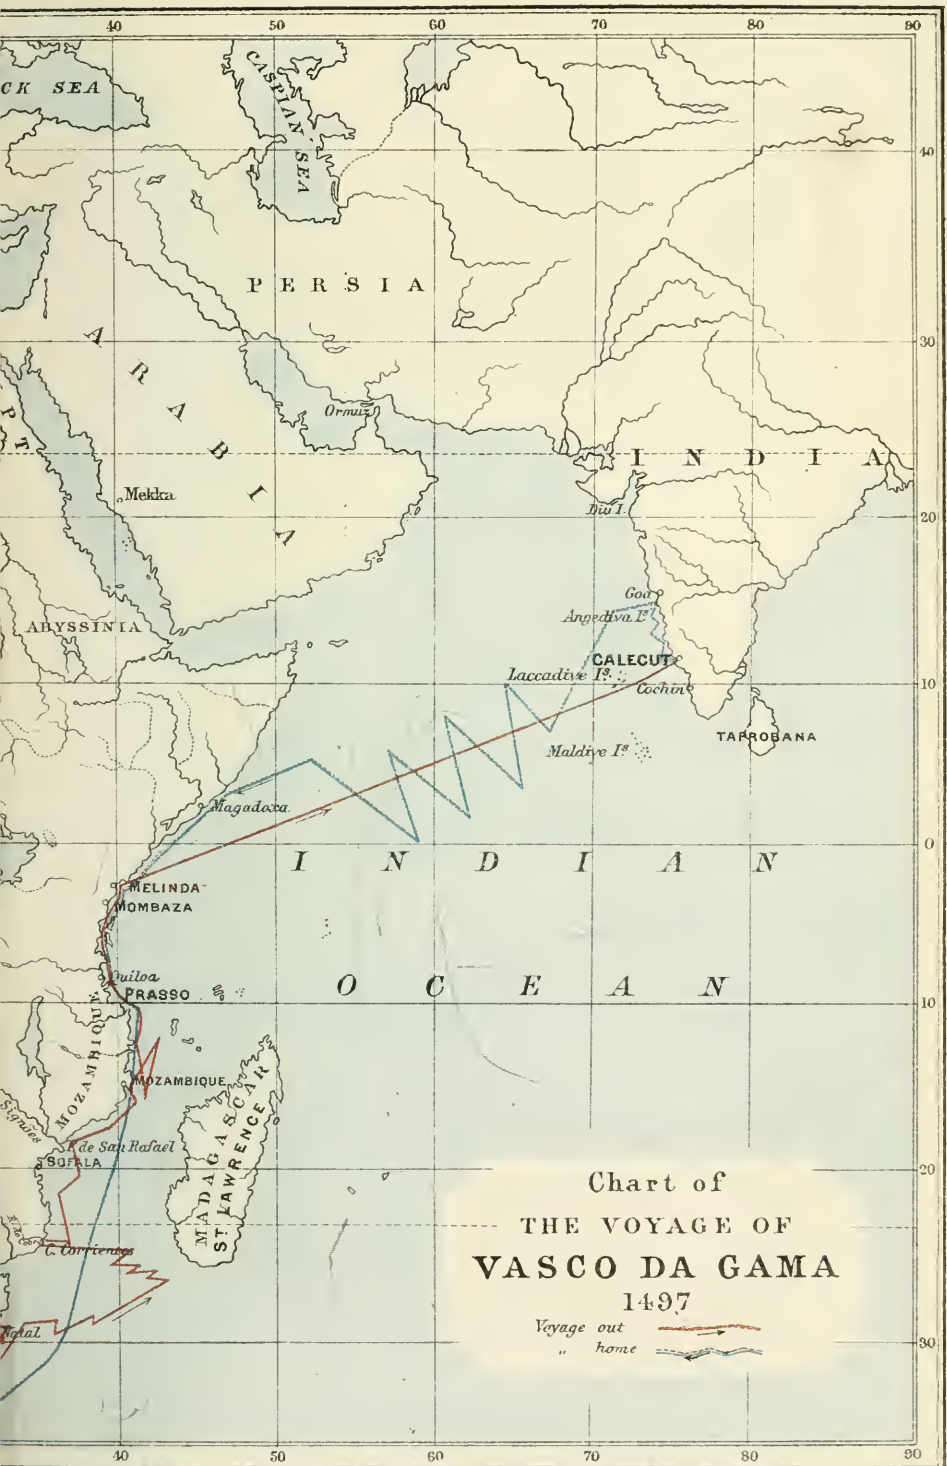 40 50 60 70 80 90
CK SEA
CASPIAN SEA
40
PERSIA
ARABIA
30
PT
Ormuz
INDIA
Mekka
Diu I.
20
Goa
ABYSSINIA
Angediva Is
CALECUT
Laccadive Is.
10
Cochin
TAPROBANA
Maldive Is
Magadoxa
0
INDIAN
MELINDA
MOMBAZA
Quiloa
OCEAN
PRASSO
10
MOZAMBIQUE
MOZAMBIQUE
MADAGASCAR
ST LAWRENCE
R de San Rafael
SOFALA
20
Chart of
THE VOYAGE OF
VASCO DA GAMA
1497
Voyage out
" home
C. Corrientes
Natal
30
40 50 60 70 80 90